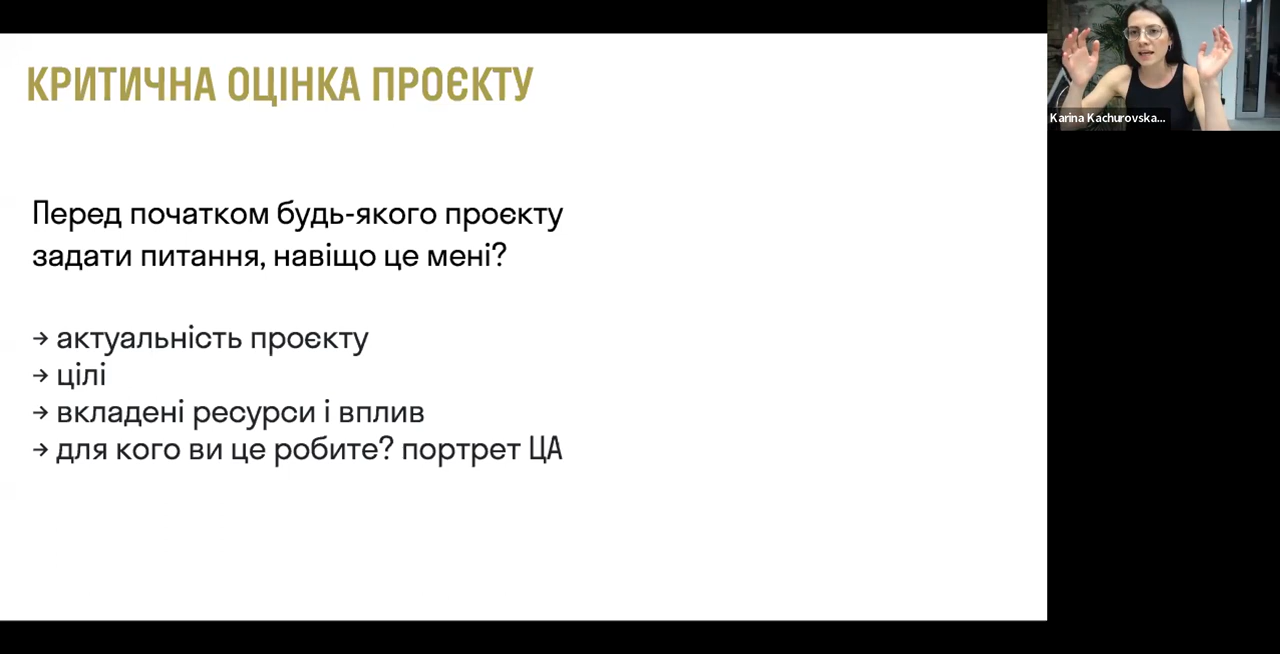 КРИТИЧНА ОЦІНКА ПРОЄКТУ
Перед початком будь-якого проєкту
задати питання, навіщо це мені?
→ актуальність проєкту
→ цілі
→ вкладені ресурси і вплив
→ для кого ви це робите? портрет ЦА
Karina Kachurovska...